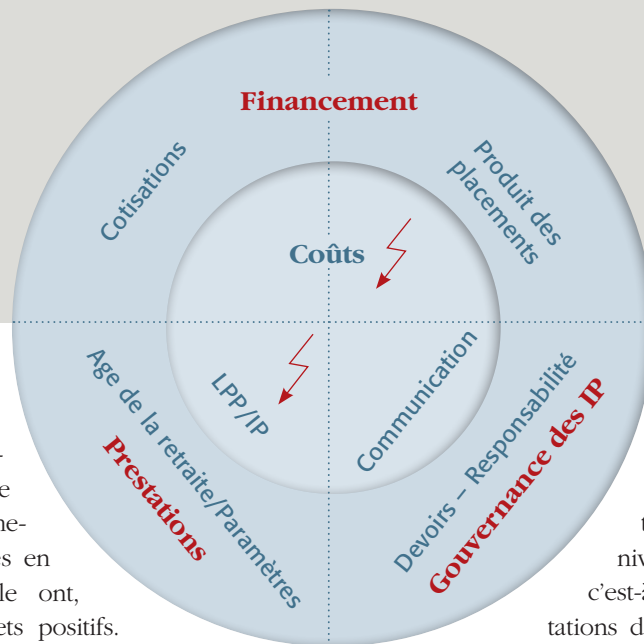 Financement
Cotisations
Produit des
placements
Coûts
LPP/IP
Communication
Age de la retraite/Paramètres
Prestations
Devoirs – Responsabilité
Gouvernance des IP
es en
le ont,
ets positifs.
niv
c'est-à
tations d